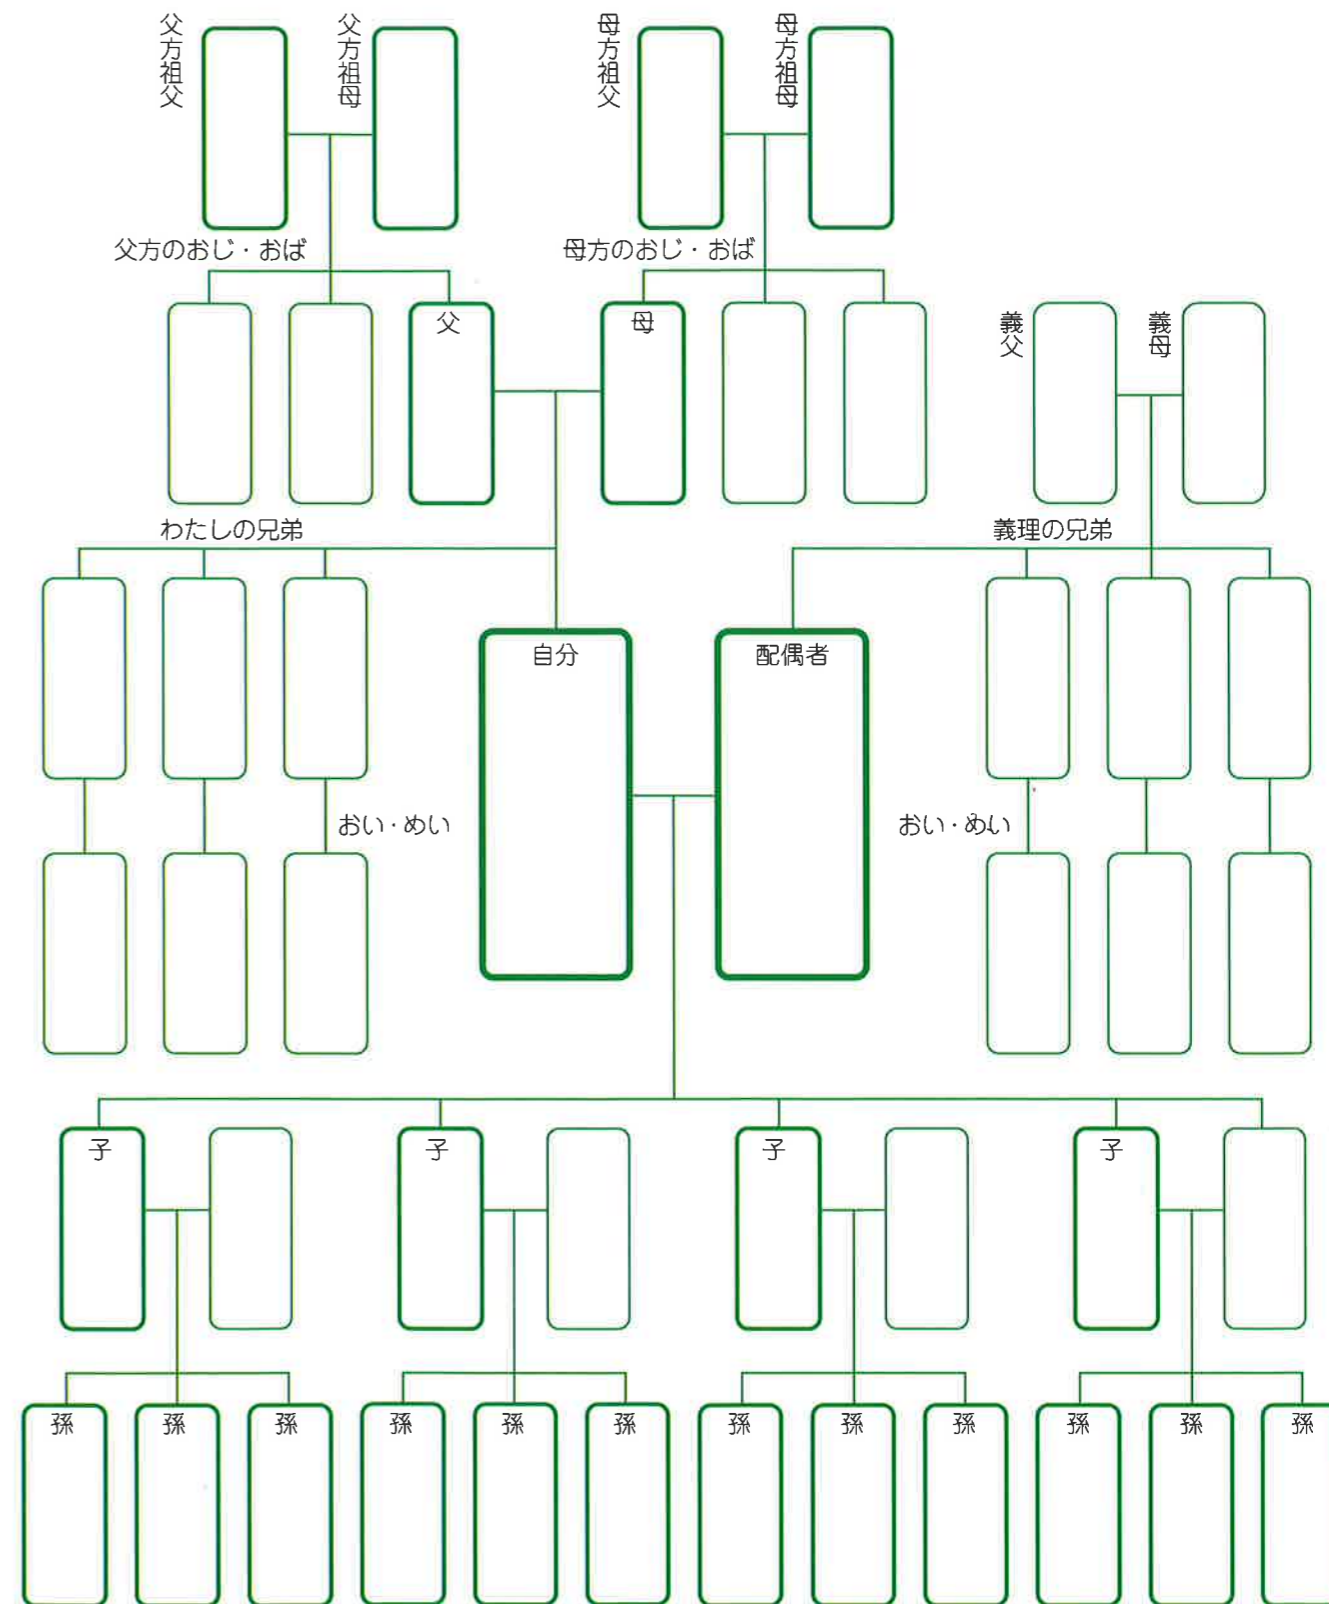 父方祖父
父方祖母
母方祖父
母方祖母
父方のおじ・おば
母方のおじ・おば
父
母
義父
義母
わたしの兄弟
義理の兄弟
自分
配偶者
おい・めい
おい・めい
子
子
子
子
孫
孫
孫
孫
孫
孫
孫
孫
孫
孫
孫
孫